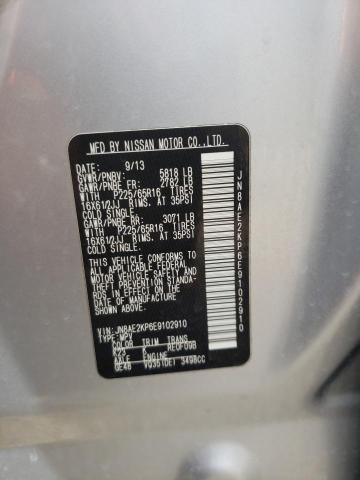 MFD BY NISSAN MOTOR CO.,LTD.
9/13
GVWR/PNBV: 5818 LB
GAWR/PNBE FR: 2782 LB
WITH P225/65R16 TIRES
16X6 1/2JJ RIMS. AT 35PSI
COLD SINGLE.
GAWR/PNBE RR: 3071 LB
WITH P225/65R16 TIRES
16X6 1/2JJ RIMS. AT 35PSI
COLD SINGLE.
THIS VEHICLE CONFORMS TO
ALL APPLICABLE FEDERAL
MOTOR VEHICLE SAFETY
AND THEFT PREVENTION STANDA-
RDS IN EFFECT ON THE
DATE OF MANUFACTURE
SHOWN ABOVE.
VIN: JN8AE2KP6E9102910
TYPE: MPV
COLOR TRIM TRANS
K23 K RE0F09B
AXLE ENGINE
GE48 VQ35(DE) 3498CC
JN8AE2KP6E9102910